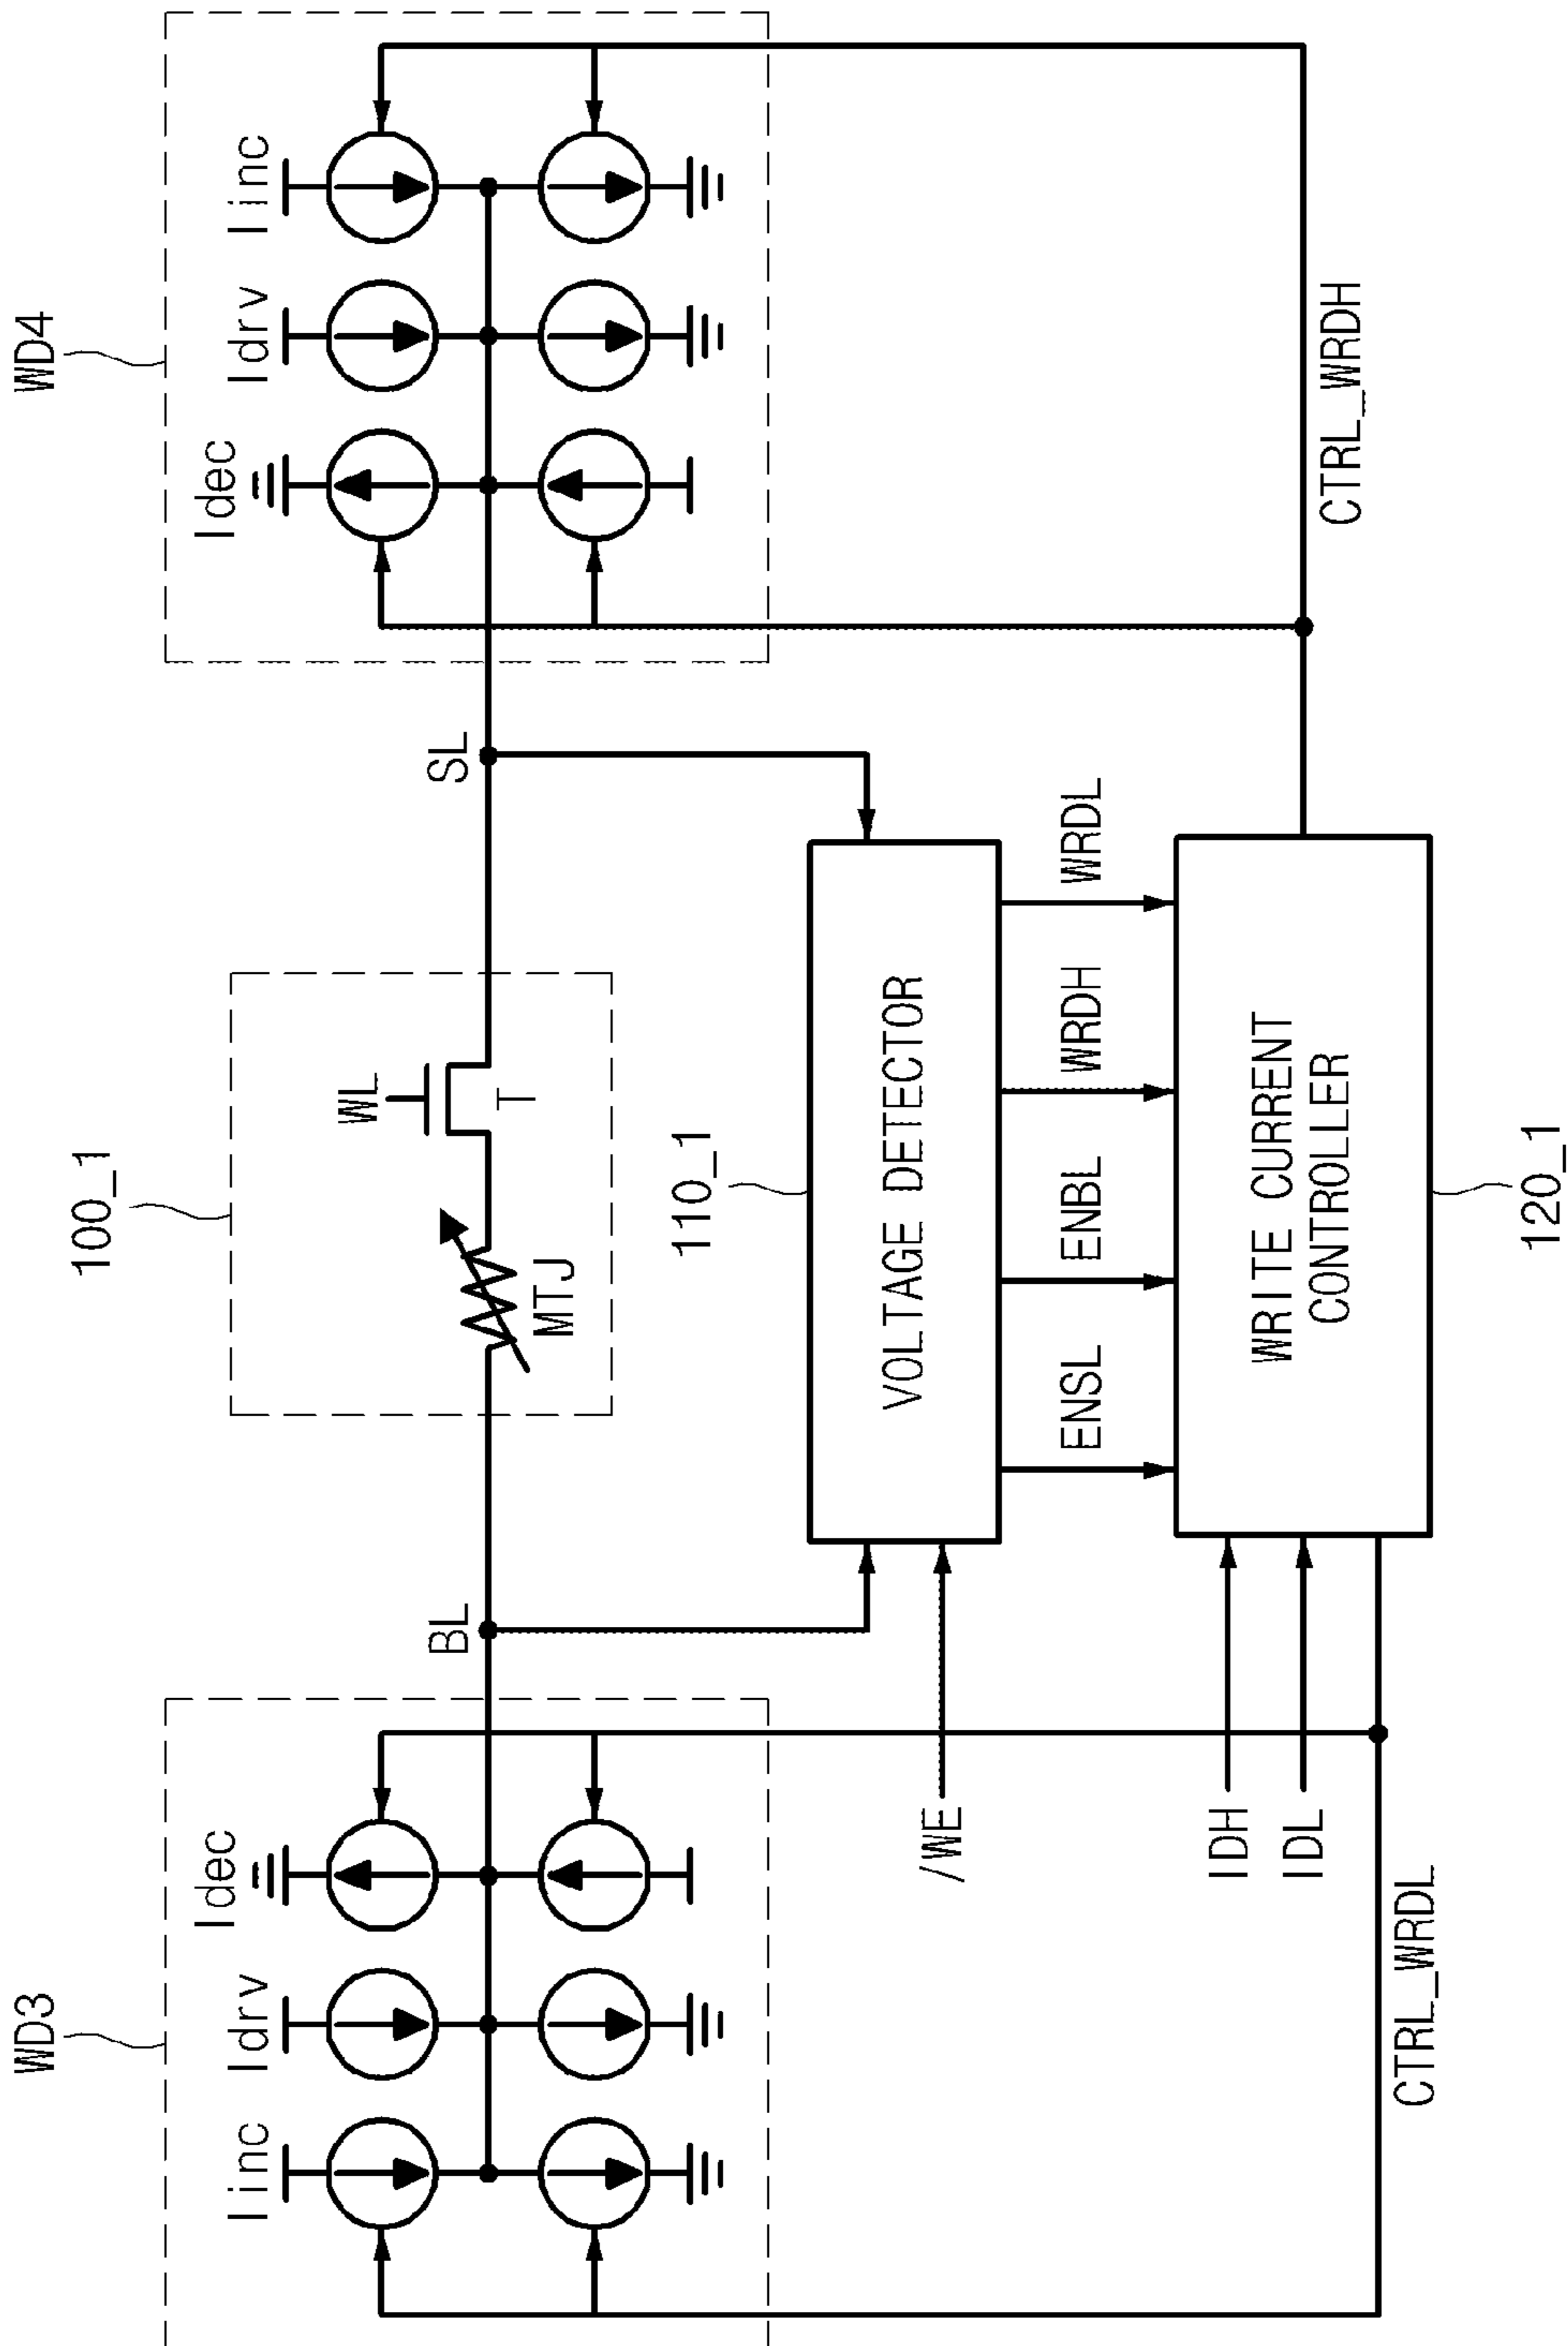 WD3
WD4
Iinc
Idrv
Idec
Idec
Idrv
Iinc
100_1
WL
T
MTJ
BL
SL
110_1
VOLTAGE DETECTOR
/WE
ENSL
ENBL
WRDH
WRDL
IDH
IDL
WRITE CURRENT
CONTROLLER
120_1
CTRL_WRDL
CTRL_WRDH